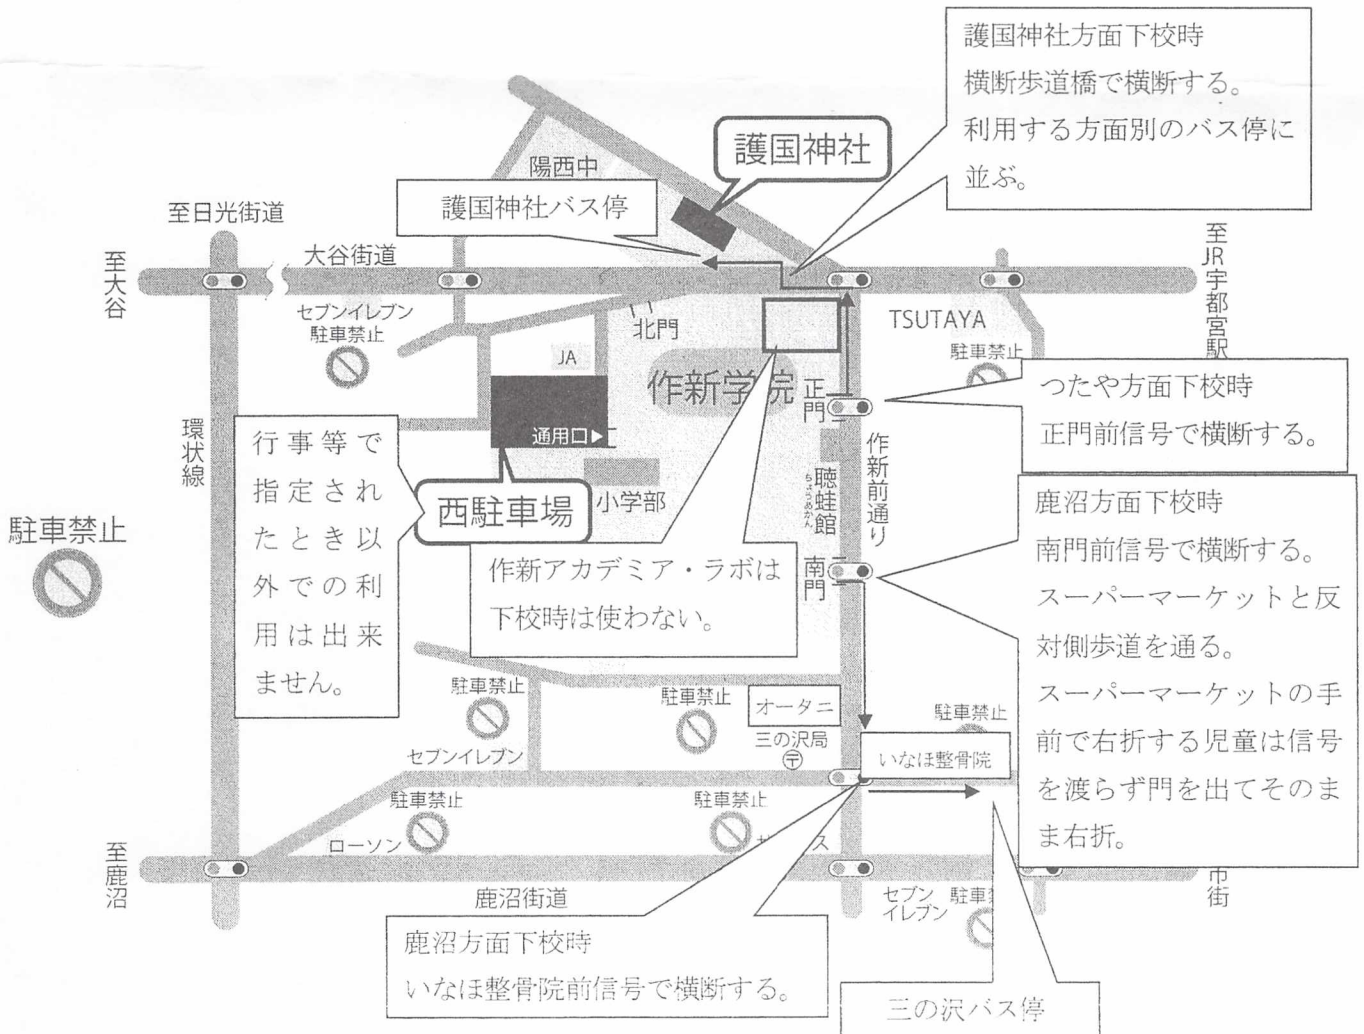 護国神社方面下校時
横断歩道橋で横断する。
利用する方面別のバス停に
並ぶ。
護国神社
陽西中
護国神社バス停
至日光街道
大谷街道
至大谷
至JR宇都宮駅
セブンイレブン
駐車禁止
北門
TSUTAYA
駐車禁止
JA
作新学院
正門
つたや方面下校時
正門前信号で横断する。
環状線
行事等で
指定され
たとき以
外での利
用は出来
ません。
通用口▶
西駐車場
小学部
聴蛙館
ちょうあかん
作新前通り
駐車禁止
作新アカデミア・ラボは
下校時は使わない。
南門
鹿沼方面下校時
南門前信号で横断する。
スーパーマーケットと反
対側歩道を通る。
スーパーマーケットの手
前で右折する児童は信号
を渡らず門を出てそのま
ま右折。
駐車禁止
セブンイレブン
駐車禁止
オータニ
三の沢局
〒
駐車禁止
いなほ整骨院
駐車禁止
ローソン
駐車禁止
至鹿沼
鹿沼街道
セブン
イレブン
駐車
市街
鹿沼方面下校時
いなほ整骨院前信号で横断する。
三の沢バス停